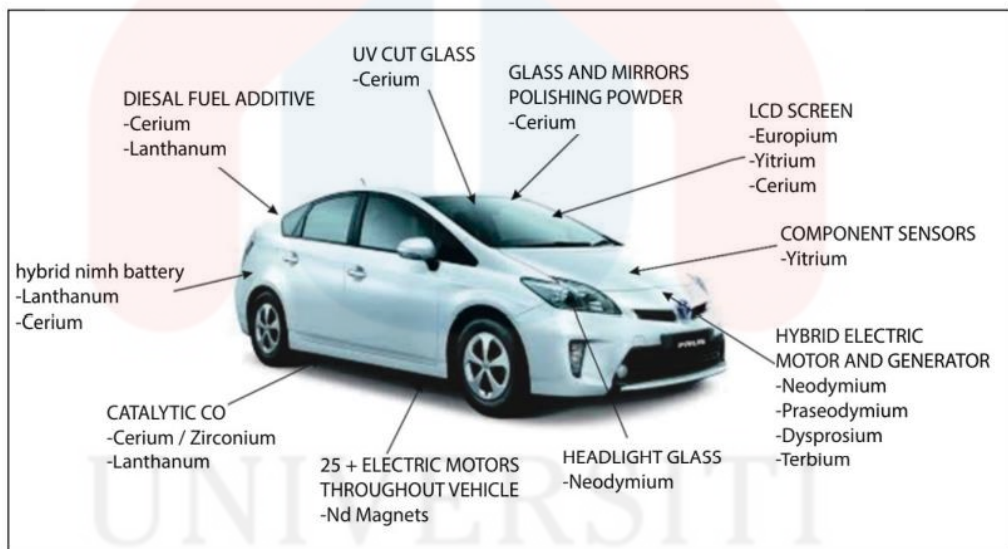 UV CUT GLASS
-Cerium
GLASS AND MIRRORS
POLISHING POWDER
-Cerium
DIESAL FUEL ADDITIVE
-Cerium
-Lanthanum
LCD SCREEN
-Europium
-Yitrium
-Cerium
COMPONENT SENSORS
-Yitrium
hybrid nimh battery
-Lanthanum
-Cerium
HYBRID ELECTRIC
MOTOR AND GENERATOR
-Neodymium
-Praseodymium
-Dysprosium
-Terbium
CATALYTIC CO
-Cerium / Zirconium
-Lanthanum
25 + ELECTRIC MOTORS
THROUGHOUT VEHICLE
-Nd Magnets
HEADLIGHT GLASS
-Neodymium
UNIVERSITI